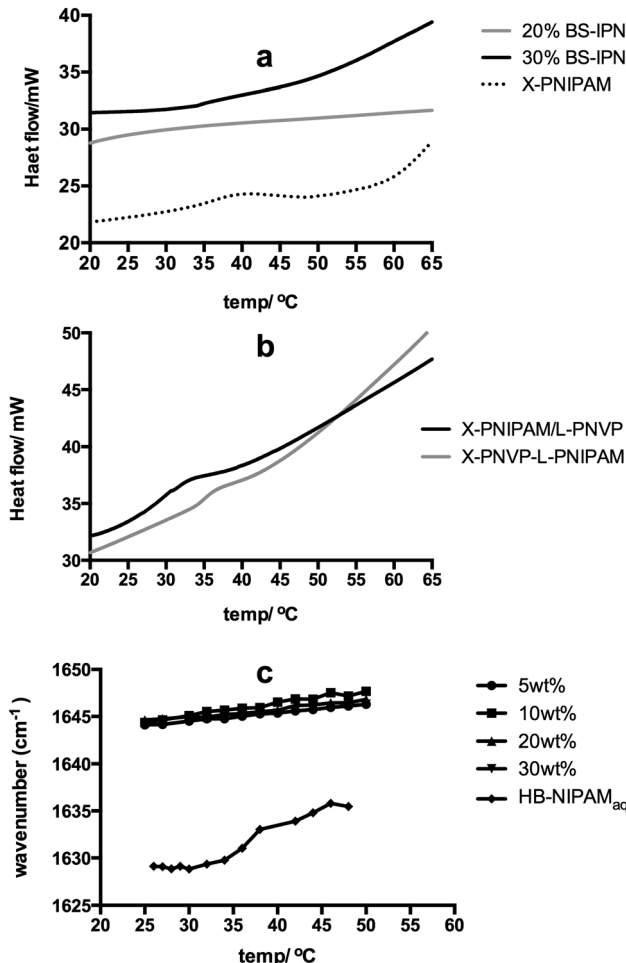 40
35
30
25
20
Haet flow/mW
a
20 25 30 35 40 45 50 55 60 65
temp/ ⁰C
20% BS-IPN
30% BS-IPN
X-PNIPAM
50
45
40
35
30
Heat flow/ mW
b
20 25 30 35 40 45 50 55 60 65
temp/ ⁰C
X-PNIPAM/L-PNVP
X-PNVP-L-PNIPAM
1650
1645
1640
1635
1630
1625
wavenumber (cm⁻¹ )
c
20 25 30 35 40 45 50 55 60
temp/ ⁰C
5wt%
10wt%
20wt%
30wt%
HB-NIPAMaq